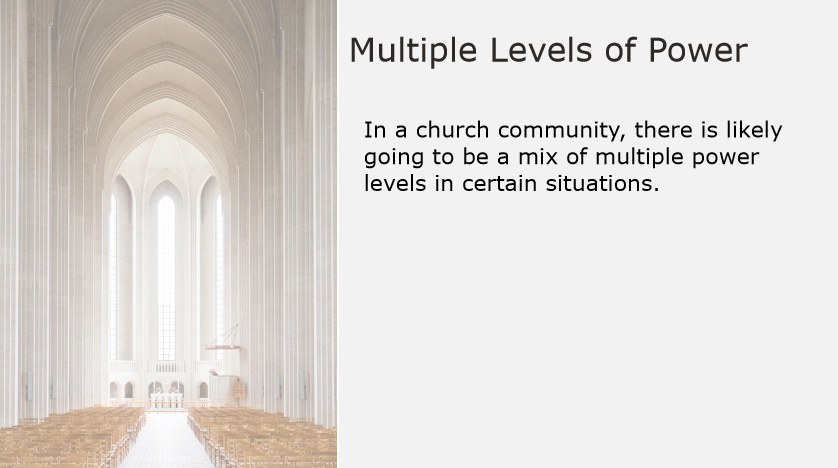 Multiple Levels of Power
In a church community, there is likely
going to be a mix of multiple power
levels in certain situations.